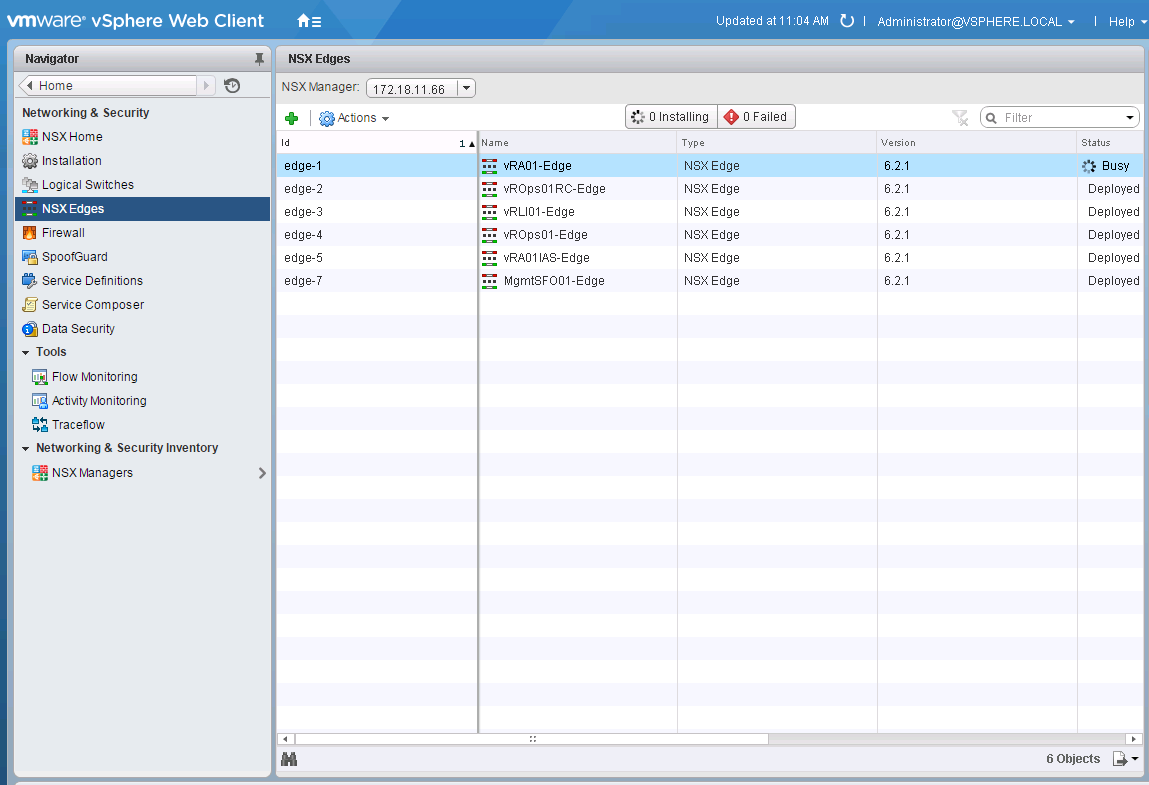 vmware® vSphere Web Client
Updated at 11:04 AM | Administrator@VSPHERE.LOCAL | Help
Navigator
Home
Networking & Security
NSX Home
Installation
Logical Switches
NSX Edges
Firewall
SpoofGuard
Service Definitions
Service Composer
Data Security
Tools
Flow Monitoring
Activity Monitoring
Traceflow
Networking & Security Inventory
NSX Managers
NSX Edges
NSX Manager: 172.18.11.66
Actions 0 Installing 0 Failed Filter
Id 1 Name Type Version Status
edge-1 vRA01-Edge NSX Edge 6.2.1 Busy
edge-2 vROps01RC-Edge NSX Edge 6.2.1 Deployed
edge-3 vRLI01-Edge NSX Edge 6.2.1 Deployed
edge-4 vROps01-Edge NSX Edge 6.2.1 Deployed
edge-5 vRA01IAS-Edge NSX Edge 6.2.1 Deployed
edge-7 MgmtSFO01-Edge NSX Edge 6.2.1 Deployed
6 Objects